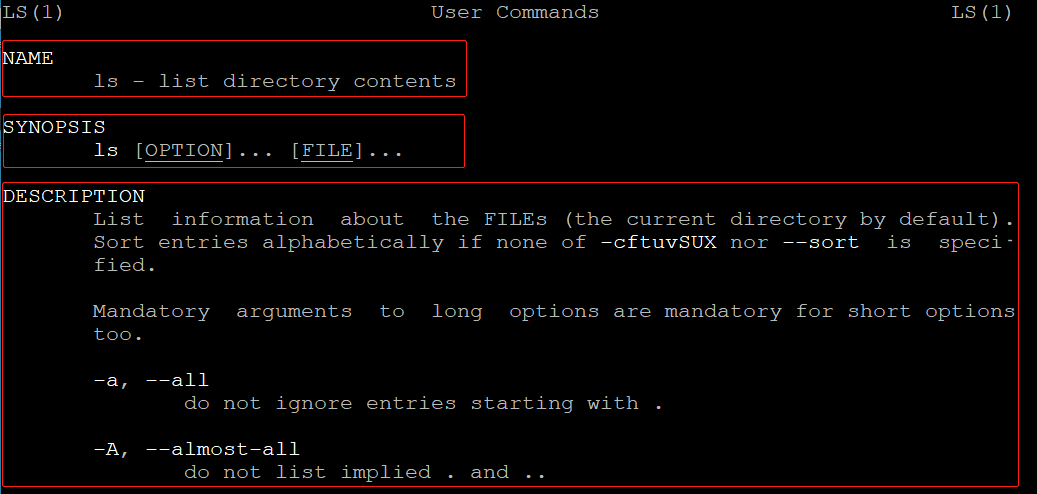 LS(1) User Commands LS(1)
NAME
ls - list directory contents
SYNOPSIS
ls [OPTION]... [FILE]...
DESCRIPTION
List information about the FILEs (the current directory by default).
Sort entries alphabetically if none of -cftuvSUX nor --sort is speci-
fied.
Mandatory arguments to long options are mandatory for short options
too.
-a, --all
do not ignore entries starting with .
-A, --almost-all
do not list implied . and ..